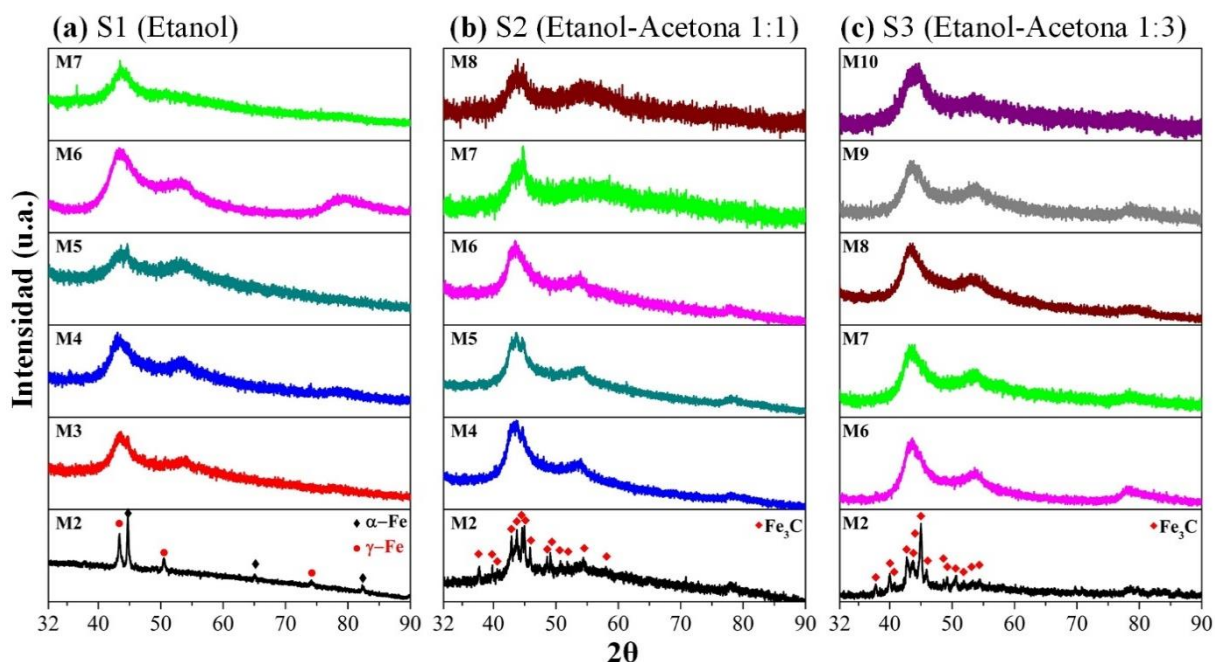 (a) S1 (Etanol)
(b) S2 (Etanol-Acetona 1:1)
(c) S3 (Etanol-Acetona 1:3)
Intensidad (u.a.)
M7
M6
M5
M4
M3
M2
α−Fe
γ−Fe
32 40 50 60 70 80 90
M8
M7
M6
M5
M4
M2
Fe₃C
32 40 50 60 70 80 90
M10
M9
M8
M7
M6
M2
Fe₃C
32 40 50 60 70 80 90
2θ